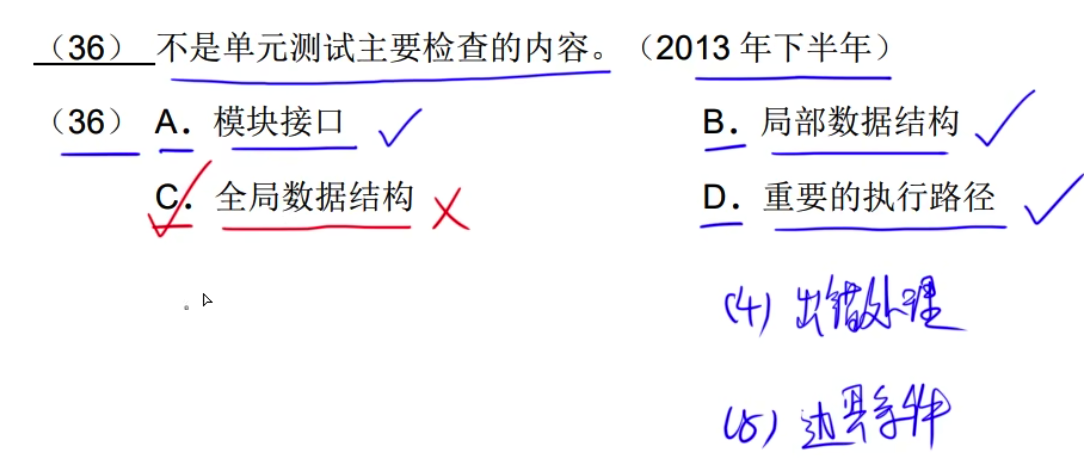 （36） 不是单元测试主要检查的内容。（2013 年下半年）
（36） A．模块接口 B．局部数据结构
C．全局数据结构 D．重要的执行路径
(4) 出错处理
(5) 边界条件